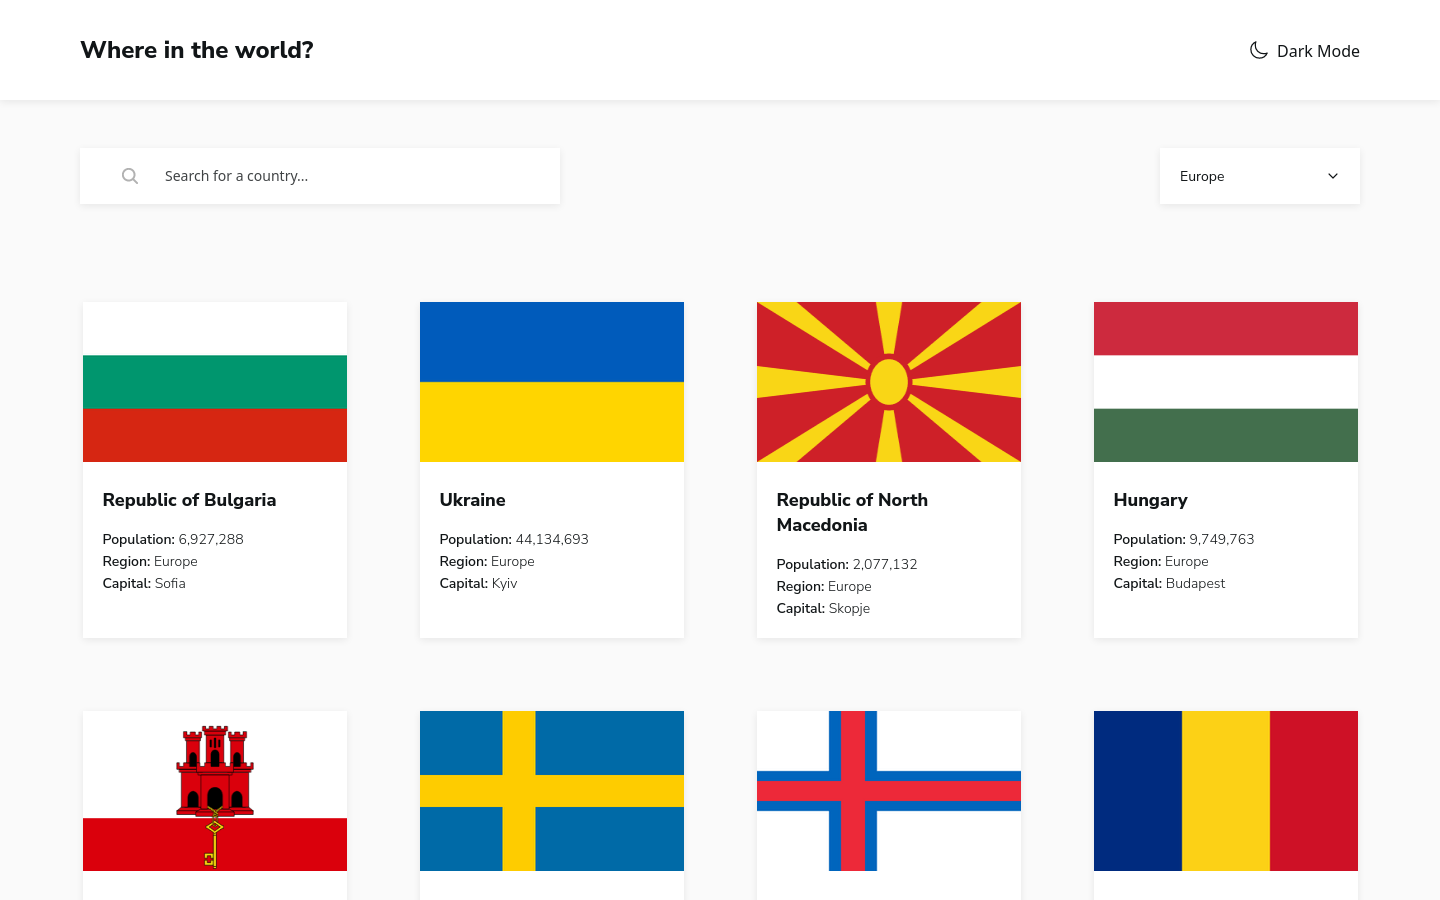 Where in the world?
Dark Mode
Search for a country...
Europe
Republic of Bulgaria
Population: 6,927,288
Region: Europe
Capital: Sofia
Ukraine
Population: 44,134,693
Region: Europe
Capital: Kyiv
Republic of North
Macedonia
Population: 2,077,132
Region: Europe
Capital: Skopje
Hungary
Population: 9,749,763
Region: Europe
Capital: Budapest